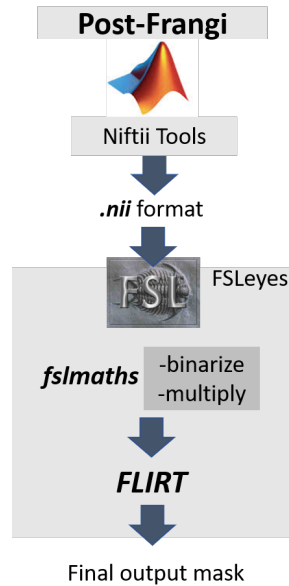 Post-Frangi
Niftii Tools
.nii format
FSL
FSLeyes
fslmaths
-binarize
-multiply
FLIRT
Final output mask